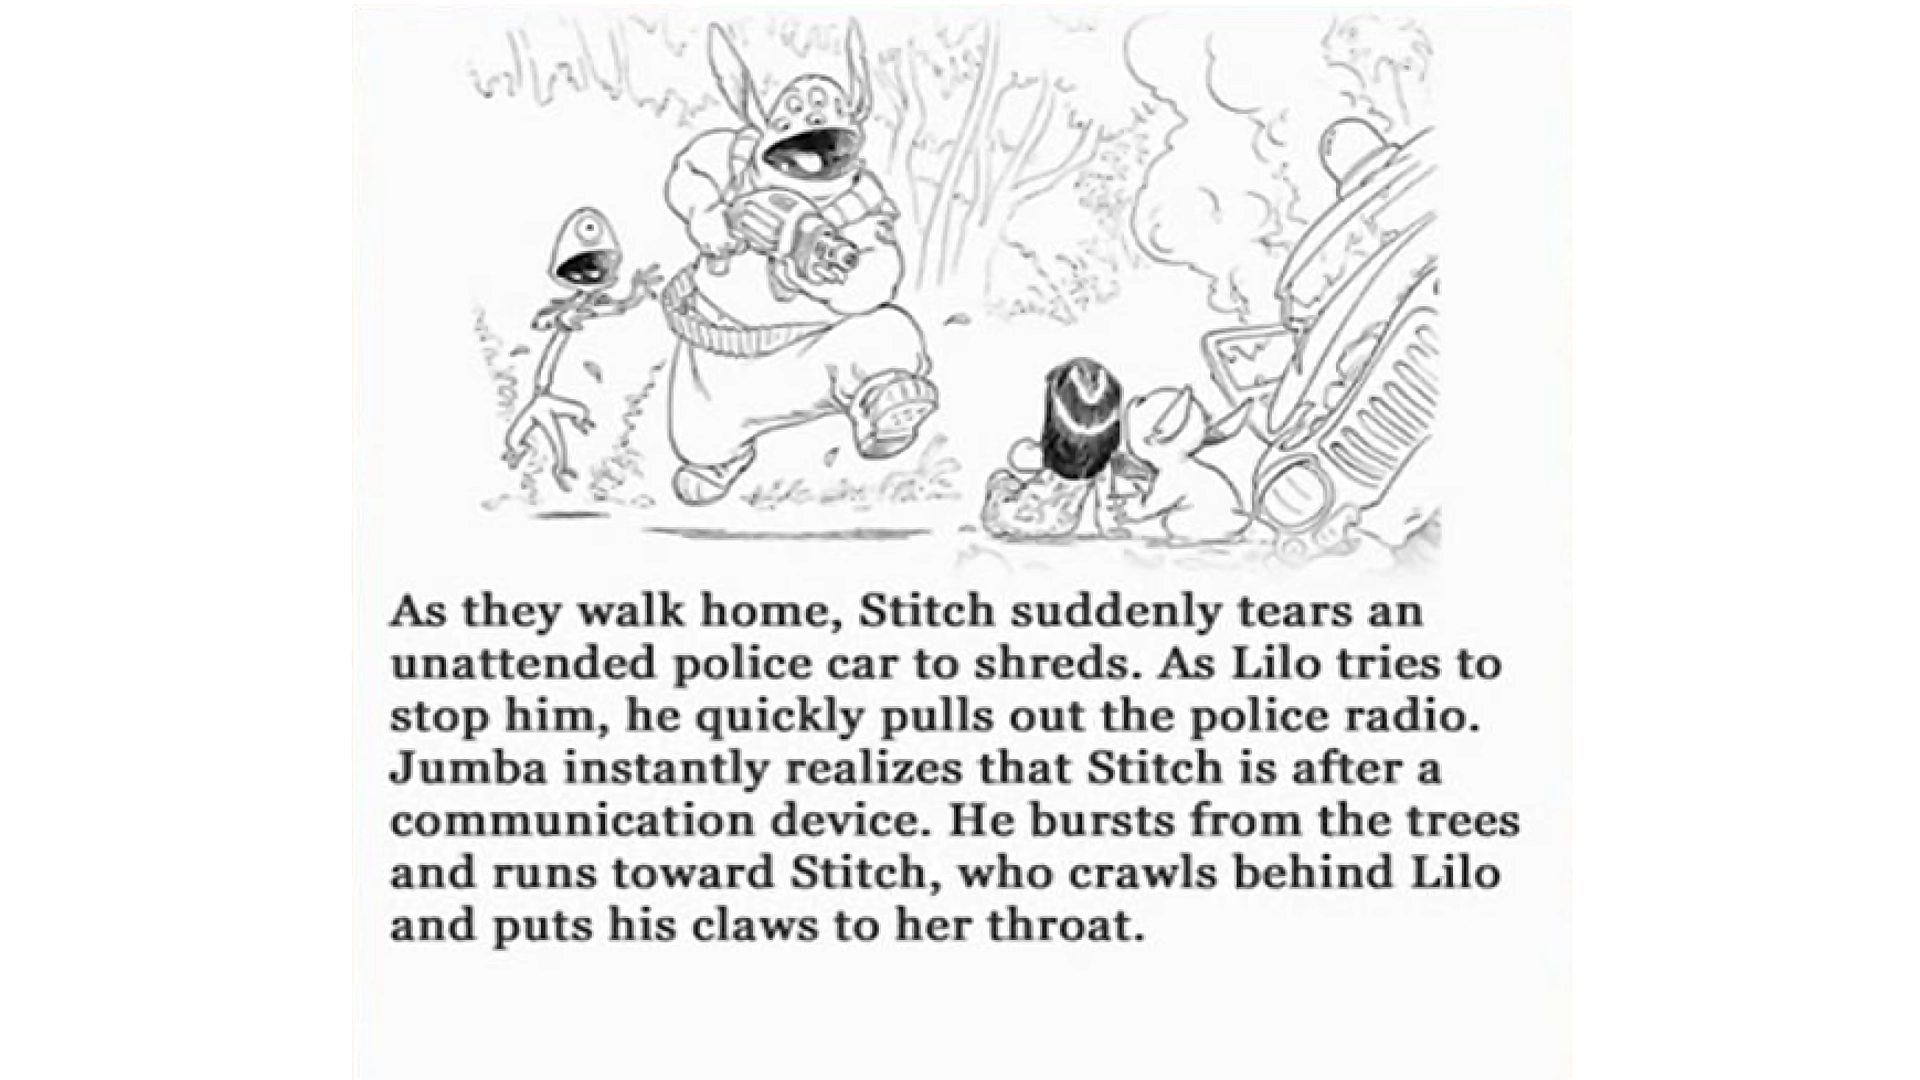 As they walk home, Stitch suddenly tears an
unattended police car to shreds. As Lilo tries to
stop him, he quickly pulls out the police radio.
Jumba instantly realizes that Stitch is after a
communication device. He bursts from the trees
and runs toward Stitch, who crawls behind Lilo
and puts his claws to her throat.